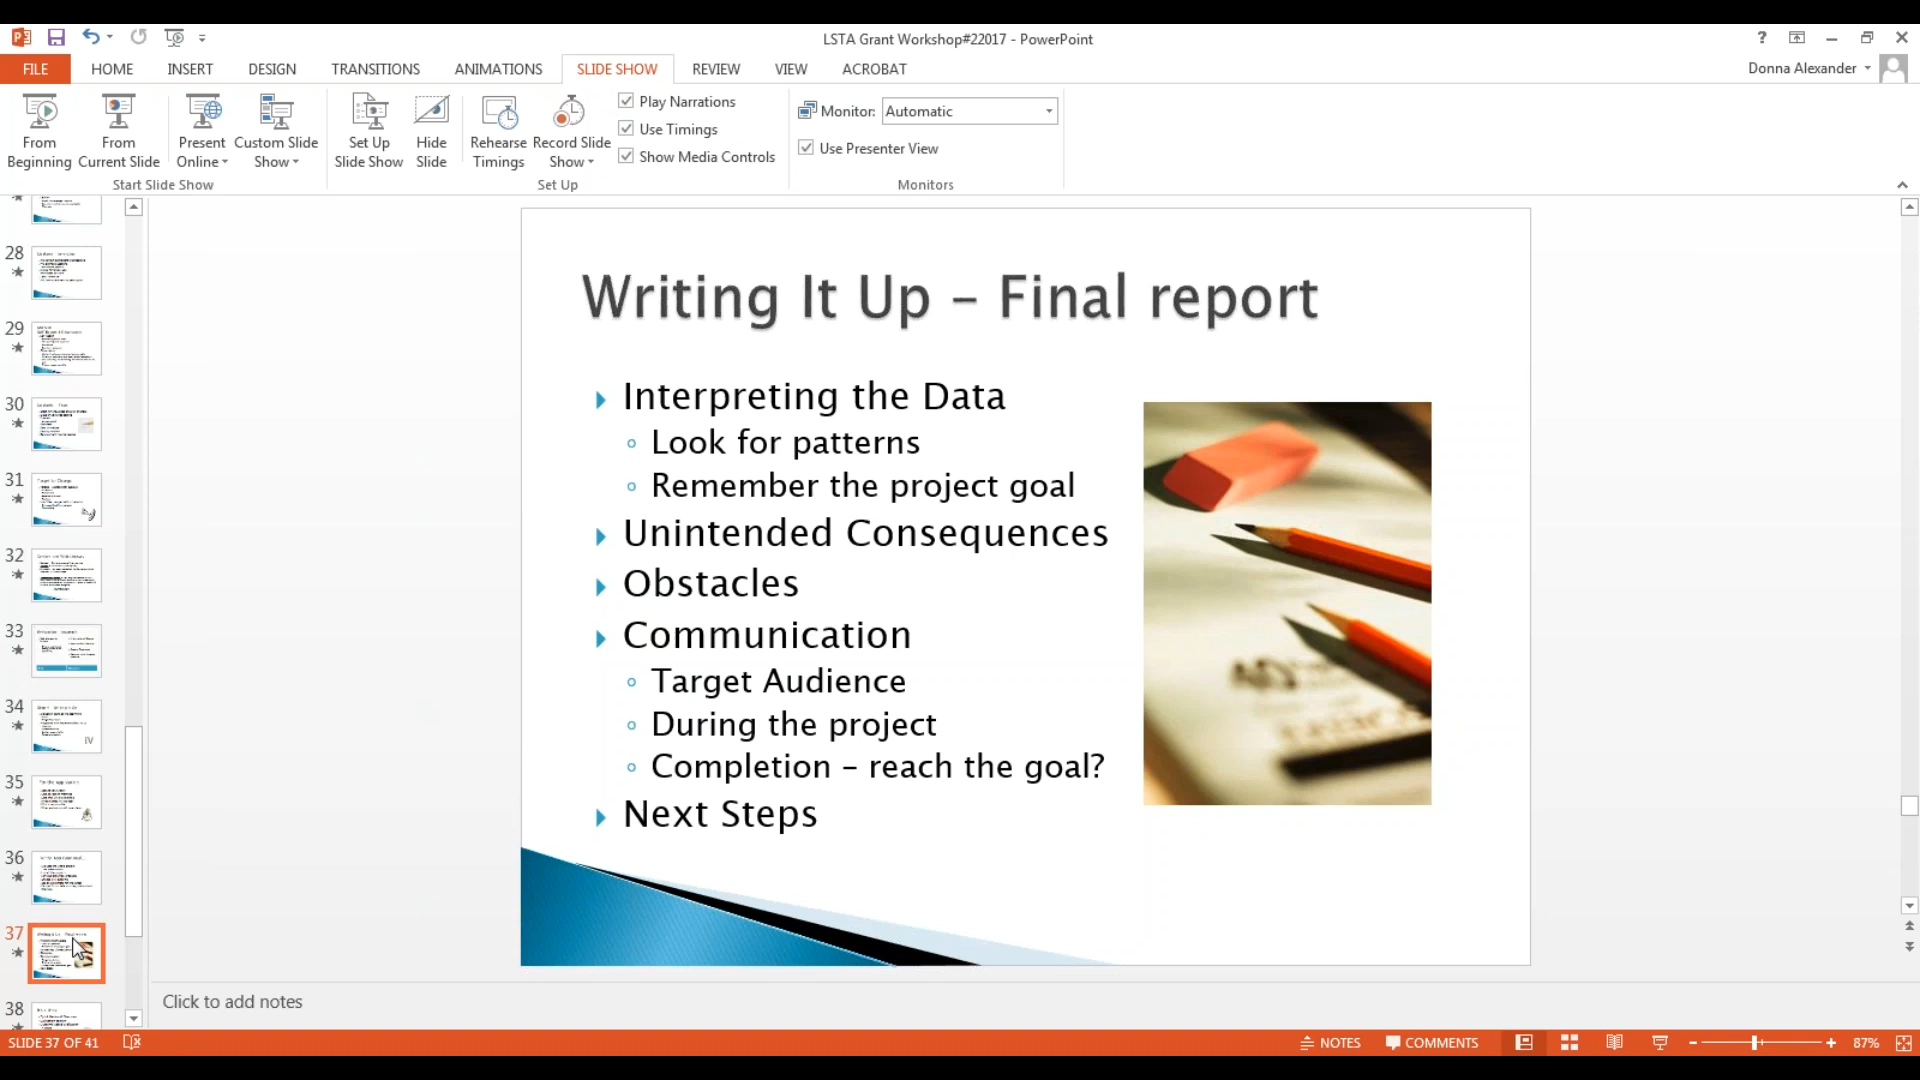 LSTA Grant Workshop#22017 - PowerPoint
?
FILE HOME INSERT DESIGN TRANSITIONS ANIMATIONS SLIDE SHOW REVIEW VIEW ACROBAT
Donna Alexander
From Beginning
From Current Slide
Present Online
Custom Slide Show
Set Up Slide Show
Hide Slide
Rehearse Timings
Record Slide Show
Play Narrations
Use Timings
Show Media Controls
Monitor: Automatic
Use Presenter View
Start Slide Show
Set Up
Monitors
28
29
30
31
32
33
34
35
36
37
38
Writing It Up – Final report
Interpreting the Data
Look for patterns
Remember the project goal
Unintended Consequences
Obstacles
Communication
Target Audience
During the project
Completion – reach the goal?
Next Steps
Click to add notes
SLIDE 37 OF 41
NOTES
COMMENTS
87%